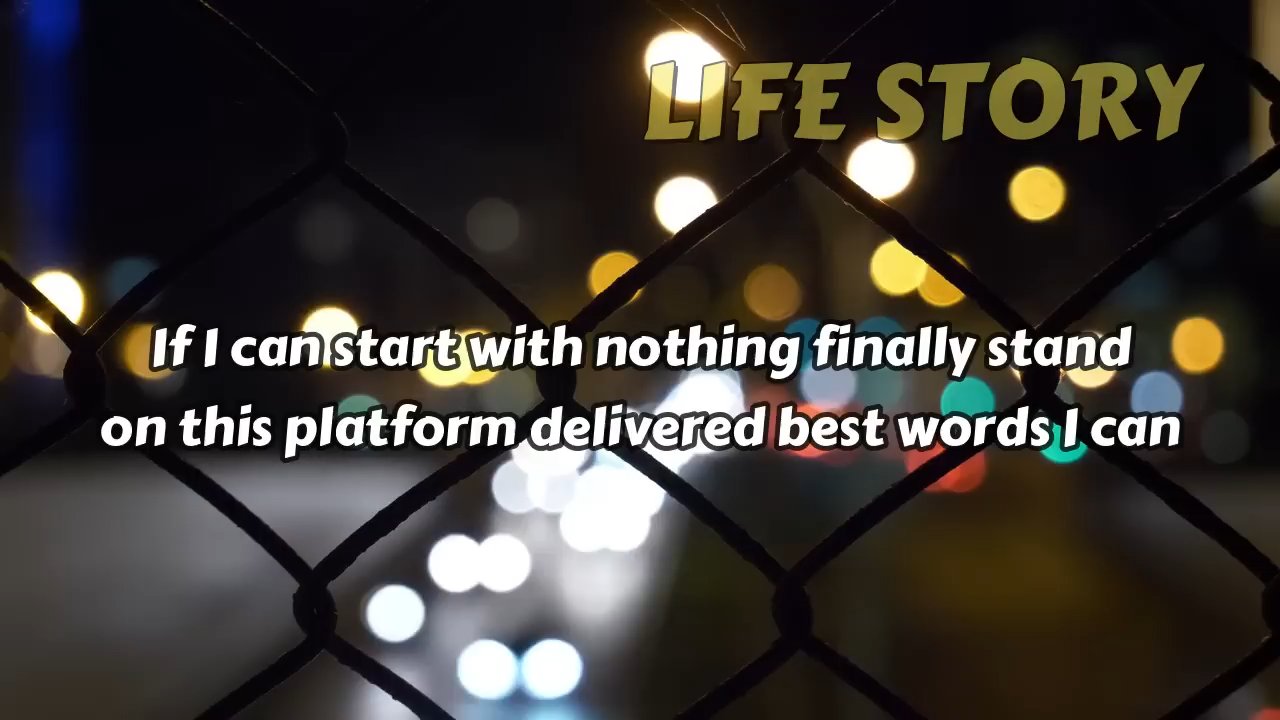 LIFE STORY
If I can start with nothing finally stand
on this platform delivered best words I can